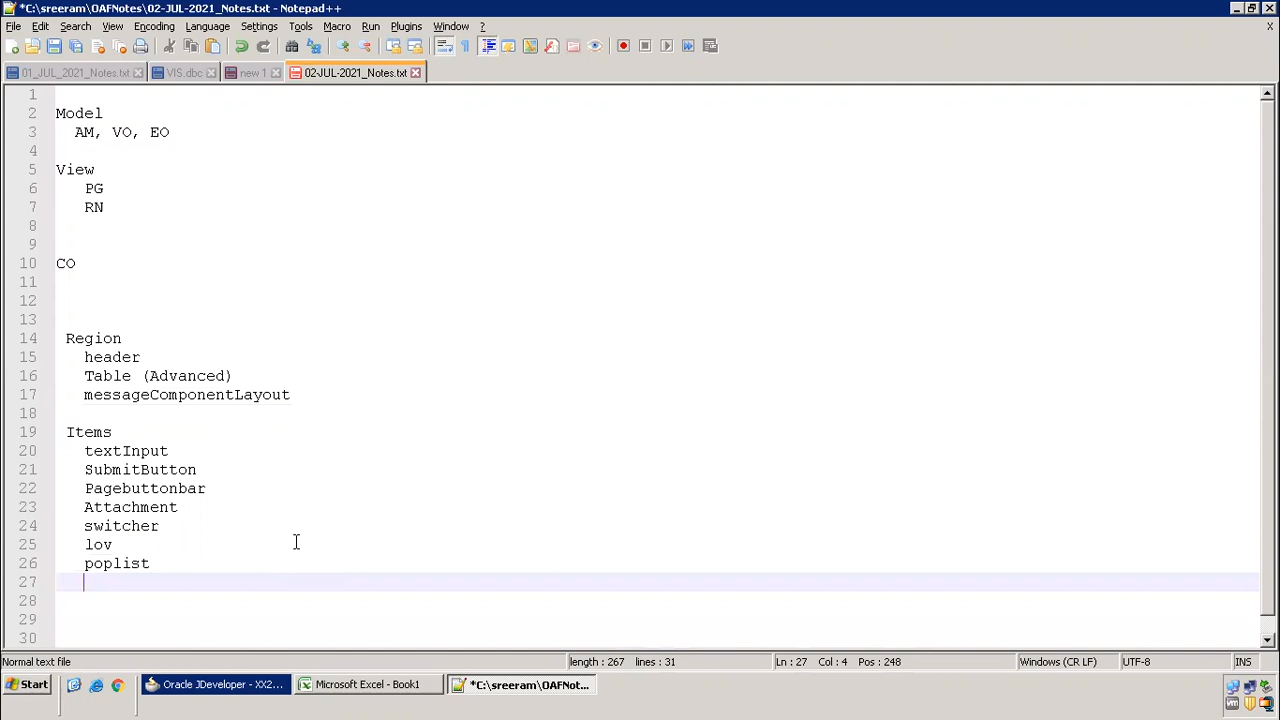 *C:\sreeram\OAFNotes\02-JUL-2021_Notes.txt - Notepad++
File Edit Search View Encoding Language Settings Tools Macro Run Plugins Window ? X
01_JUL_2021_Notes.txt VIS.dbc new 1 02-JUL-2021_Notes.txt
1
2 Model
3 AM, VO, EO
4
5 View
6 PG
7 RN
8
9
10 CO
11
12
13
14 Region
15 header
16 Table (Advanced)
17 messageComponentLayout
18
19 Items
20 textInput
21 SubmitButton
22 Pagebuttonbar
23 Attachment
24 switcher
25 lov
26 poplist
27
28
29
30
Normal text file length : 267 lines : 31 Ln : 27 Col : 4 Pos : 248 Windows (CR LF) UTF-8 INS
Start Oracle JDeveloper - XX2... Microsoft Excel - Book1 *C:\sreeram\OAFNot...